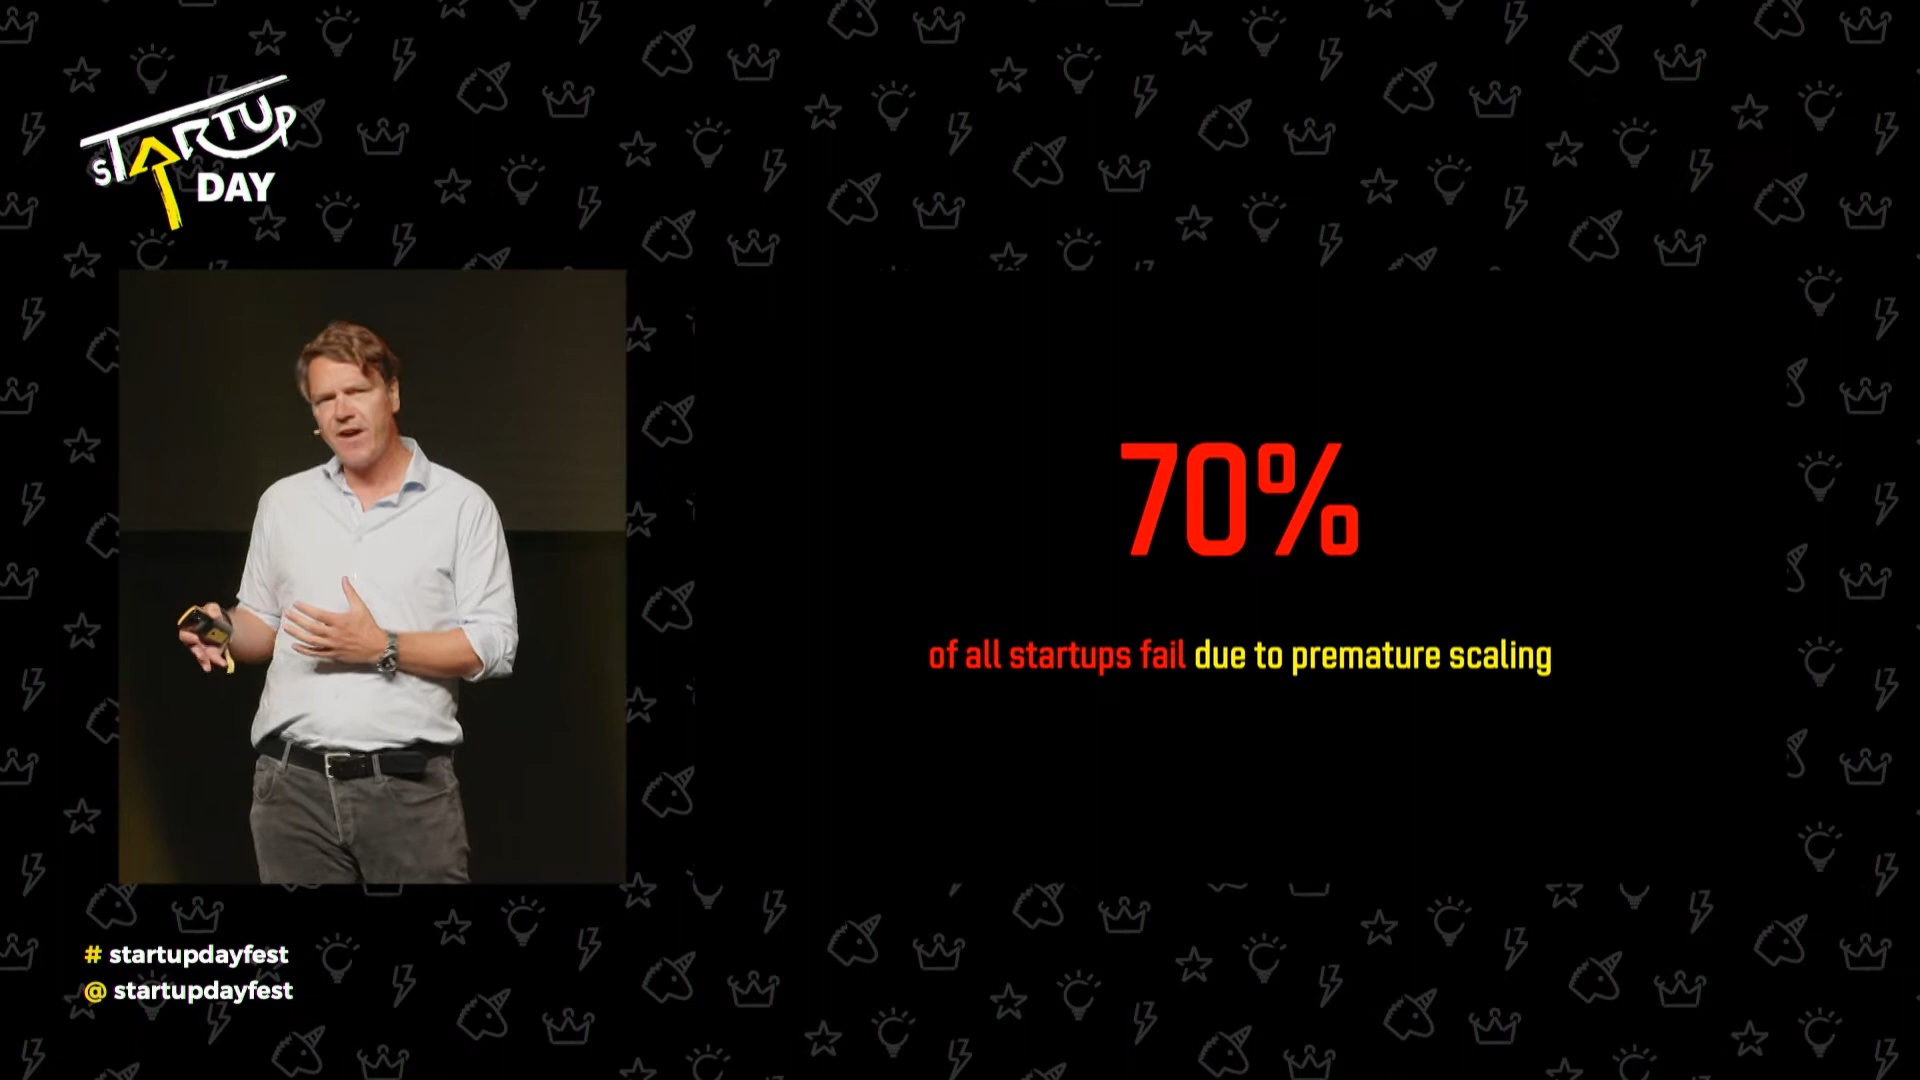 STARTUP
DAY
70%
of all startups fail due to premature scaling
# startupdayfest
@ startupdayfest